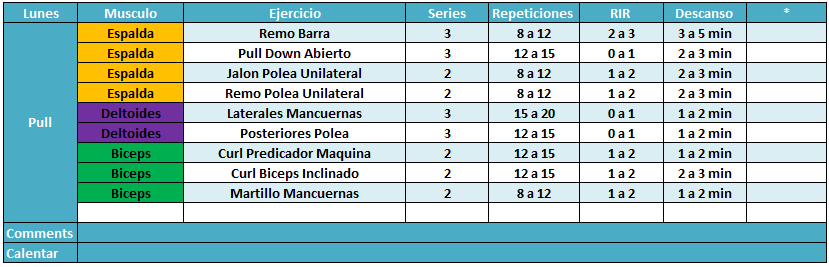 Lunes Musculo Ejercicio Series Repeticiones RIR Descanso *
Espalda Remo Barra 3 8 a 12 2 a 3 3 a 5 min
Espalda Pull Down Abierto 3 12 a 15 0 a 1 2 a 3 min
Espalda Jalon Polea Unilateral 2 8 a 12 1 a 2 2 a 3 min
Espalda Remo Polea Unilateral 2 8 a 12 1 a 2 2 a 3 min
Pull Deltoides Laterales Mancuernas 3 15 a 20 0 a 1 1 a 2 min
Deltoides Posteriores Polea 3 12 a 15 0 a 1 1 a 2 min
Biceps Curl Predicador Maquina 2 12 a 15 1 a 2 1 a 2 min
Biceps Curl Biceps Inclinado 2 12 a 15 1 a 2 2 a 3 min
Biceps Martillo Mancuernas 2 8 a 12 1 a 2 1 a 2 min
Comments
Calentar